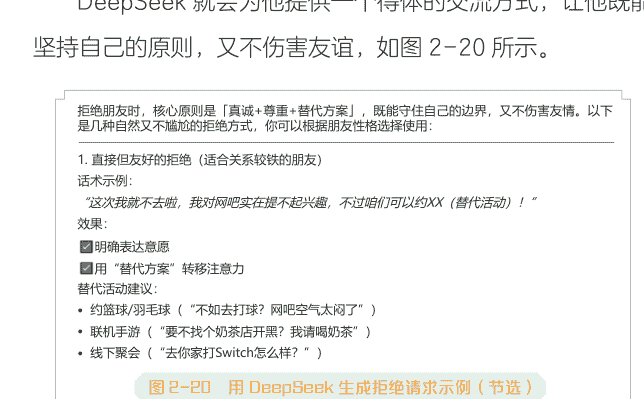 DeepSeek 就会为他提供一个得体的交流方式，让他既能
坚持自己的原则，又不伤害友谊，如图 2-20 所示。
拒绝朋友时，核心原则是「真诚+尊重+替代方案」，既能守住自己的边界，又不伤害友情。以下
是几种自然又不尴尬的拒绝方式，你可以根据朋友性格选择使用：
1. 直接但友好的拒绝（适合关系较铁的朋友）
话术示例：
“这次我就不去啦，我对网吧实在提不起兴趣，不过咱们可以约XX（替代活动）！”
效果：
☑明确表达意愿
☑用“替代方案”转移注意力
替代活动建议：
• 约篮球/羽毛球（“不如去打球？网吧空气太闷了”）
• 联机手游（“要不找个奶茶店开黑？我请喝奶茶”）
• 线下聚会（“去你家打Switch怎么样？”）
图 2-20 用 DeepSeek 生成拒绝请求示例（节选）